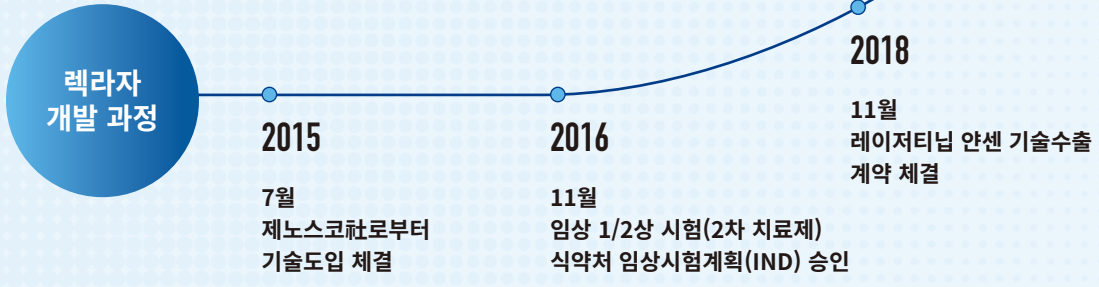 렉라자
개발 과정
2015
7월
제노스코社로부터
기술도입 체결
2016
11월
임상 1/2상 시험(2차 치료제)
식약처 임상시험계획(IND) 승인
2018
11월
레이저티닙 얀센 기술수출
계약 체결